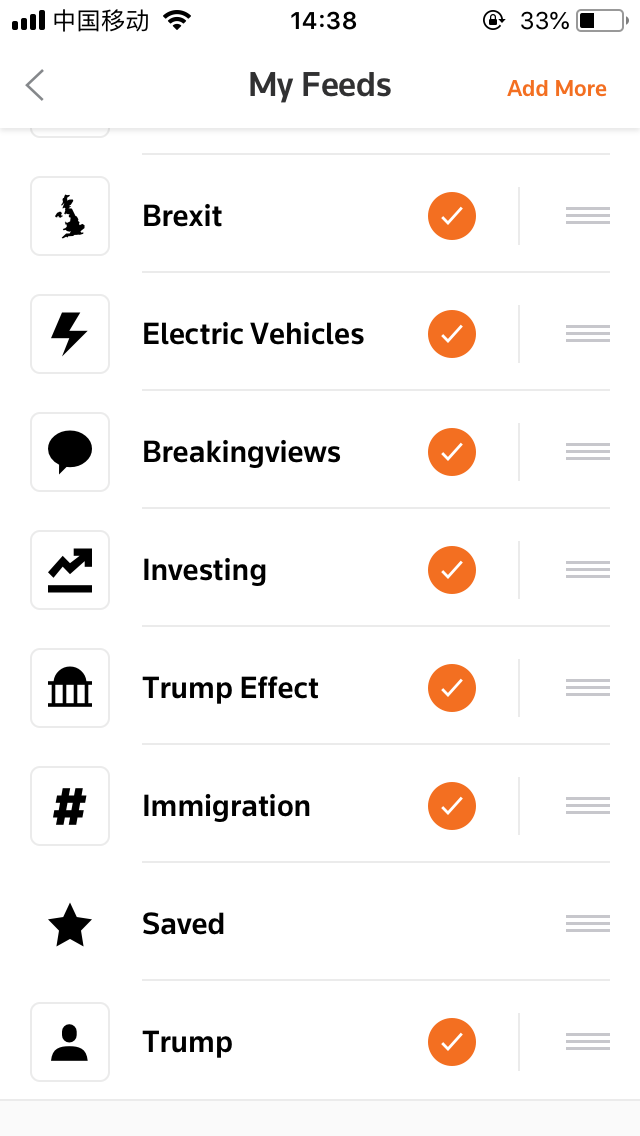 中国移动 14:38 33%
My Feeds Add More
Brexit
Electric Vehicles
Breakingviews
Investing
Trump Effect
Immigration
Saved
Trump